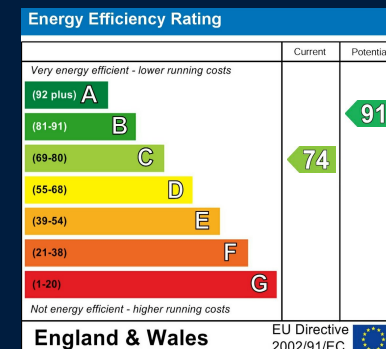 Energy Efficiency Rating
Current Potentia
Very energy efficient - lower running costs
(92 plus) A
(81-91) B
(69-80) C
(55-68) D
(39-54) E
(21-38) F
(1-20) G
74
91
Not energy efficient - higher running costs
England & Wales
EU Directive
2002/91/EC